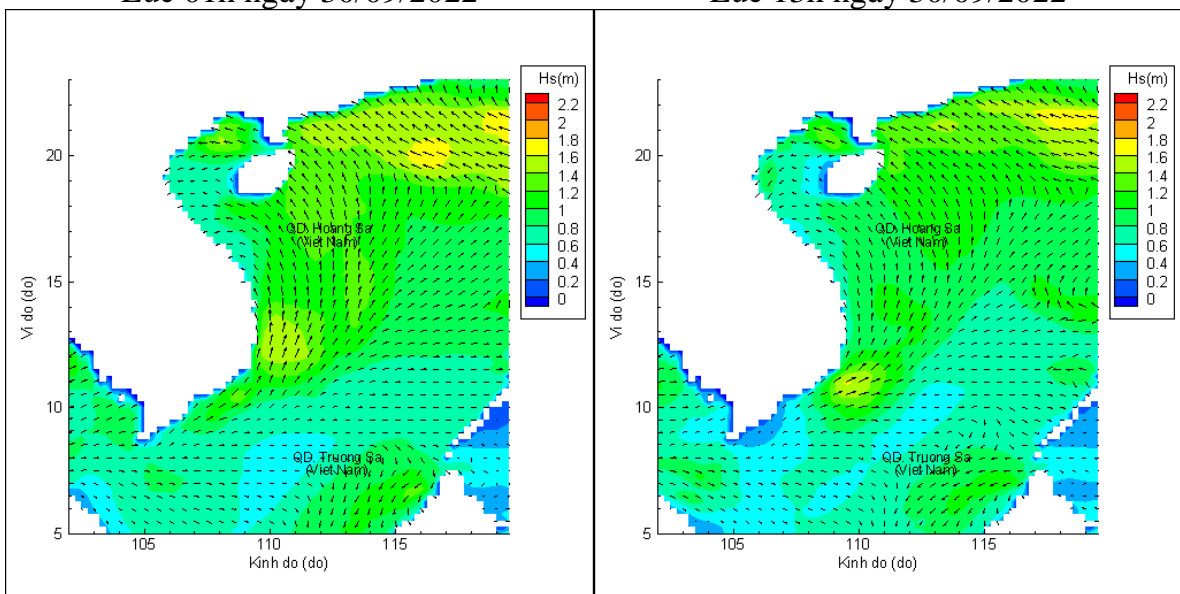 Lúc 01h ngày 30/09/2022
Lúc 13h ngày 30/09/2022
Hs(m)
2.2
2
1.8
1.6
1.4
1.2
1
0.8
0.6
0.4
0.2
0
20
15
10
5
Vi do (do)
QD. Hoang Sa
(Viet Nam)
QD. Truong Sa
(Viet Nam)
105
110
115
Kinh do (do)
Hs(m)
2.2
2
1.8
1.6
1.4
1.2
1
0.8
0.6
0.4
0.2
0
20
15
10
5
Vi do (do)
QD. Hoang Sa
(Viet Nam)
QD. Truong Sa
(Viet Nam)
105
110
115
Kinh do (do)